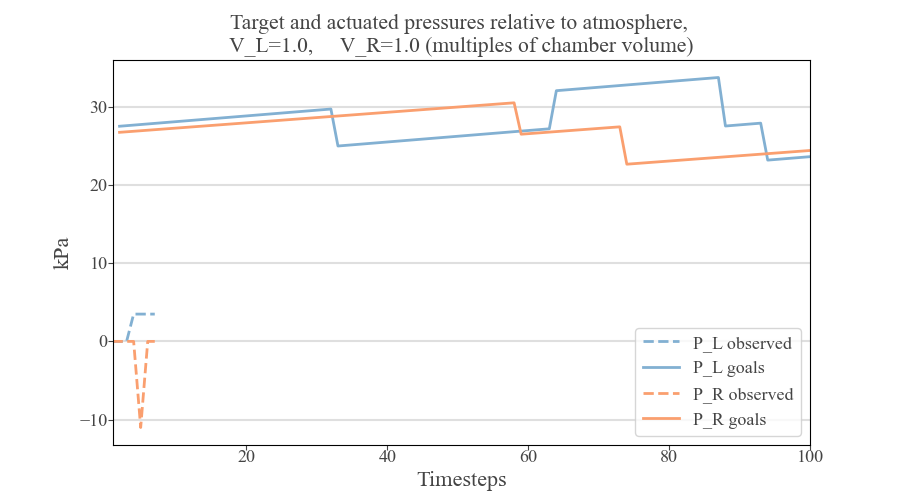 Target and actuated pressures relative to atmosphere,
V_L=1.0,     V_R=1.0 (multiples of chamber volume)
kPa
30
20
10
0
−10
20
40
60
80
100
Timesteps
P_L observed
P_L goals
P_R observed
P_R goals